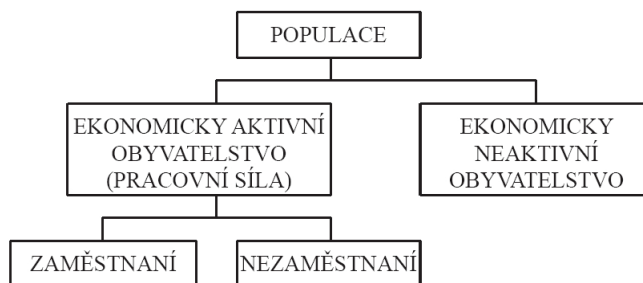 POPULACE
EKONOMICKY AKTIVNÍ
OBYVATELSTVO
(PRACOVNÍ SÍLA)
EKONOMICKY
NEAKTIVNÍ
OBYVATELSTVO
ZAMĚSTNANÍ
NEZAMĚSTNANÍ